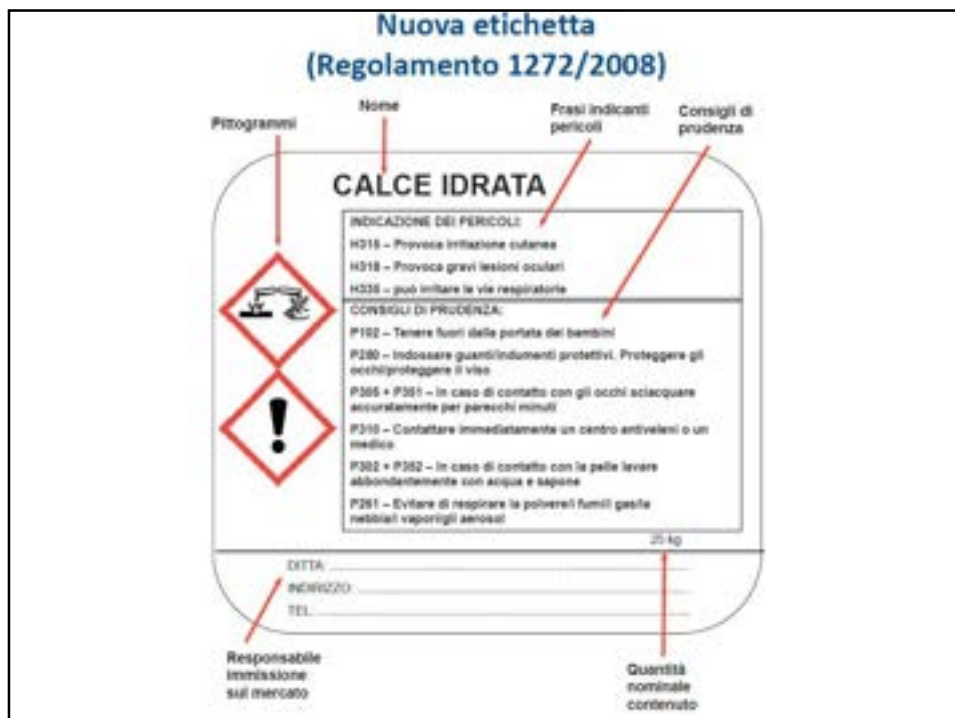 Nuova etichetta
(Regolamento 1272/2008)
Nome
Frasi indicanti
pericoli
Consigli di
prudenza
Pittogrammi
CALCE IDRATA
INDICAZIONE DEI PERICOLI:
H315 – Provoca irritazione cutanea
H318 – Provoca gravi lesioni oculari
H335 – può irritare le vie respiratorie
CONSIGLI DI PRUDENZA:
P102 – Tenere fuori dalla portata dei bambini
P280 – Indossare guanti/indumenti protettivi. Proteggere gli
occhi/proteggere il viso
P305 + P351 – In caso di contatto con gli occhi sciacquare
accuratamente per parecchi minuti
P310 – Contattare immediatamente un centro antiveleni o un
medico
P302 + P352 – In caso di contatto con la pelle lavare
abbondantemente con acqua e sapone
P261 – Evitare di respirare la polvere/i fumi/i gas/la
nebbia/i vapori/gli aerosol
25 kg
DITTA:
INDIRIZZO:
TEL.
Responsabile
immissione
sul mercato
Quantità
nominale
contenuto